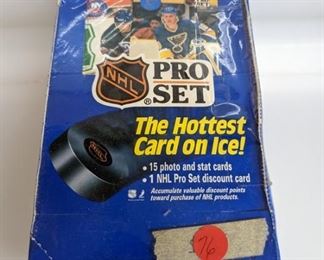 NHL
®
PRO
SET
The Hottest
Card on Ice!
• 15 photo and stat cards
• 1 NHL Pro Set discount card
Accumulate valuable discount points
toward purchase of NHL products.
76